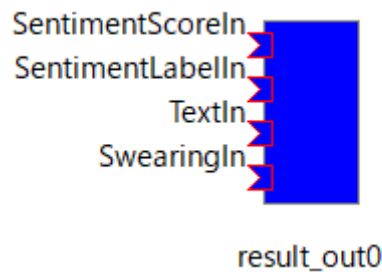 SentimentScoreIn
SentimentLabelIn
TextIn
SwearingIn
result_out0